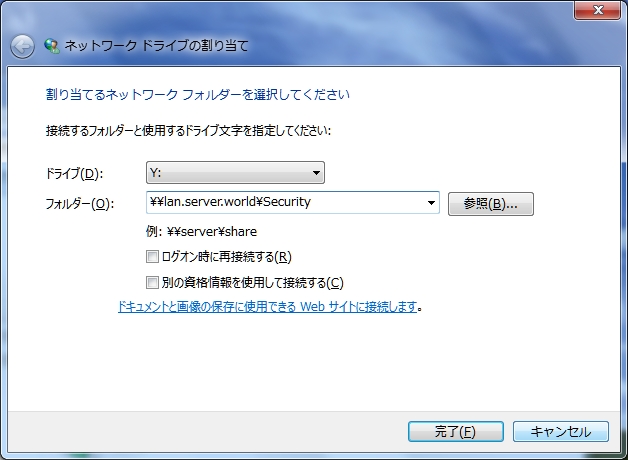 ネットワーク ドライブの割り当て
割り当てるネットワーク フォルダーを選択してください
接続するフォルダーと使用するドライブ文字を指定してください:
ドライブ(D): Y:
フォルダー(O): ¥¥lan.server.world¥Security 参照(B)...
例: ¥¥server¥share
ログオン時に再接続する(R)
別の資格情報を使用して接続する(C)
ドキュメントと画像の保存に使用できる Web サイトに接続します。
完了(F) キャンセル